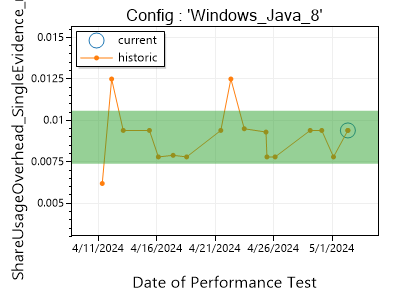 Config : 'Windows_Java_8'
ShareUsageOverhead_SingleEvidence_
current
historic
0.015
0.0125
0.01
0.0075
0.005
4/11/2024
4/16/2024
4/21/2024
4/26/2024
5/1/2024
Date of Performance Test